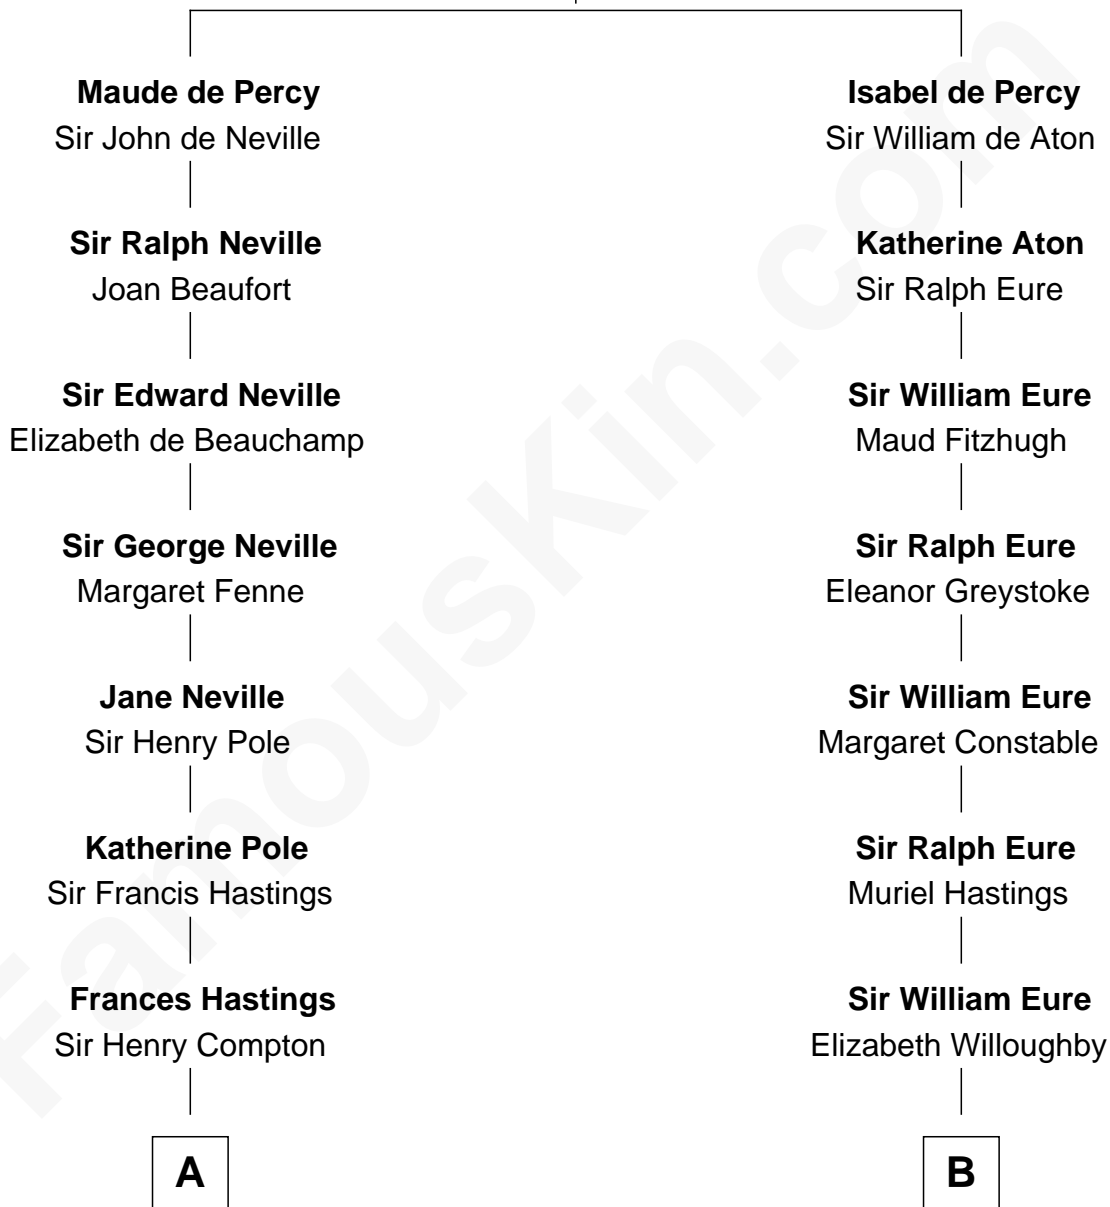 Maude de Percy
Sir John de Neville
Sir Ralph Neville
Joan Beaufort
Sir Edward Neville
Elizabeth de Beauchamp
Sir George Neville
Margaret Fenne
Jane Neville
Sir Henry Pole
Katherine Pole
Sir Francis Hastings
Frances Hastings
Sir Henry Compton
A
Isabel de Percy
Sir William de Aton
Katherine Aton
Sir Ralph Eure
Sir William Eure
Maud Fitzhugh
Sir Ralph Eure
Eleanor Greystoke
Sir William Eure
Margaret Constable
Sir Ralph Eure
Muriel Hastings
Sir William Eure
Elizabeth Willoughby
B
FamousKin.com